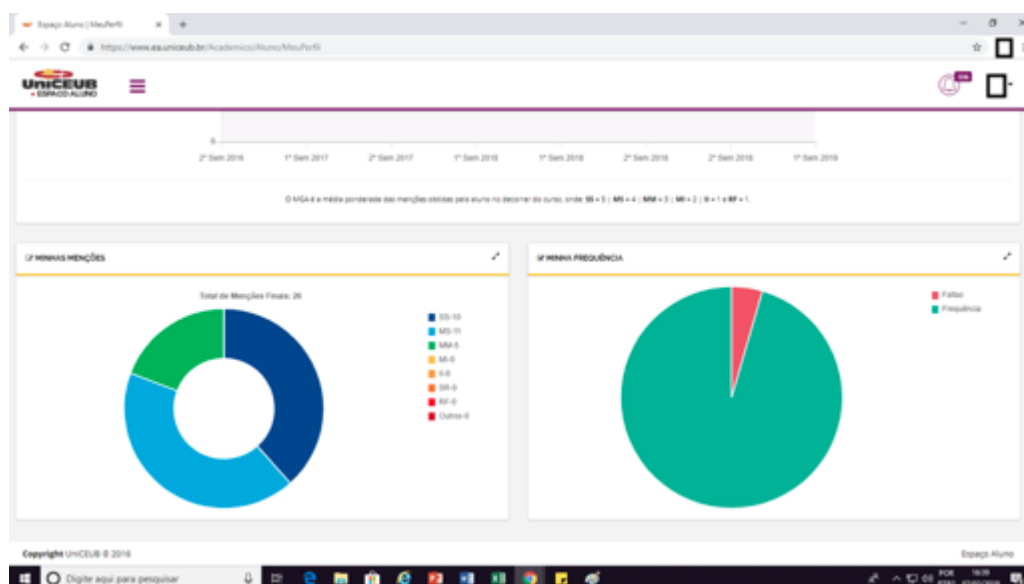 Espaço Aluno | MeuPerfil
https://www.ea.uniceub.br/Academico/Aluno/MeuPerfil
UniCEUB
ESPAÇO ALUNO
0
2º Sem 2016 1º Sem 2017 2º Sem 2017 1º Sem 2018 1º Sem 2018 2º Sem 2018 2º Sem 2018 1º Sem 2019
O MGA é a média ponderada das menções obtidas pelo aluno no decorrer do curso, onde: SS = 5 | MS = 4 | MM = 3 | MI = 2 | II = 1 e RF = 1.
MINHAS MENÇÕES
Total de Menções Finais: 26
SS-10
MS-11
MM-5
MI-0
II-0
SR-0
RF-0
Outros-0
MINHA FREQUÊNCIA
Faltas
Frequência
Copyright UniCEUB © 2016
Espaço Aluno
Digite aqui para pesquisar
POR
16:39